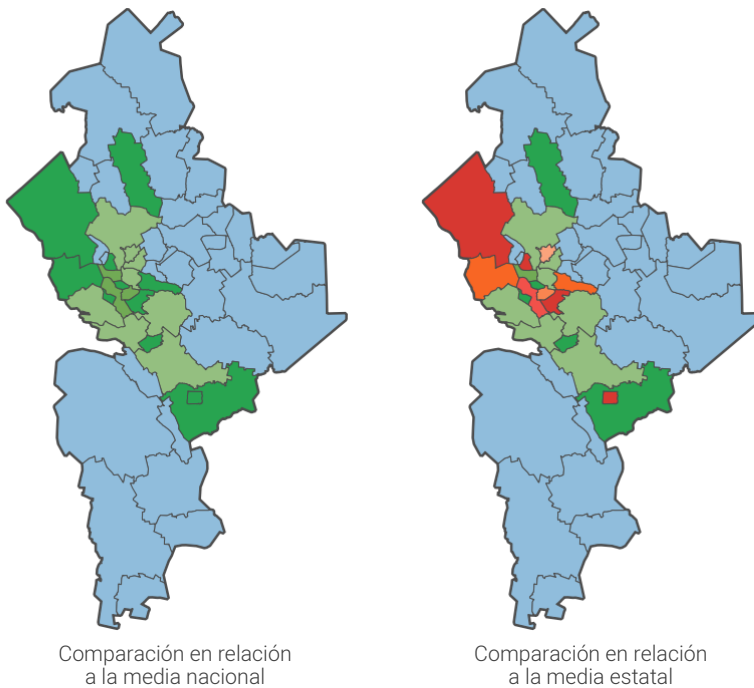 Comparación en relación
a la media nacional
Comparación en relación
a la media estatal